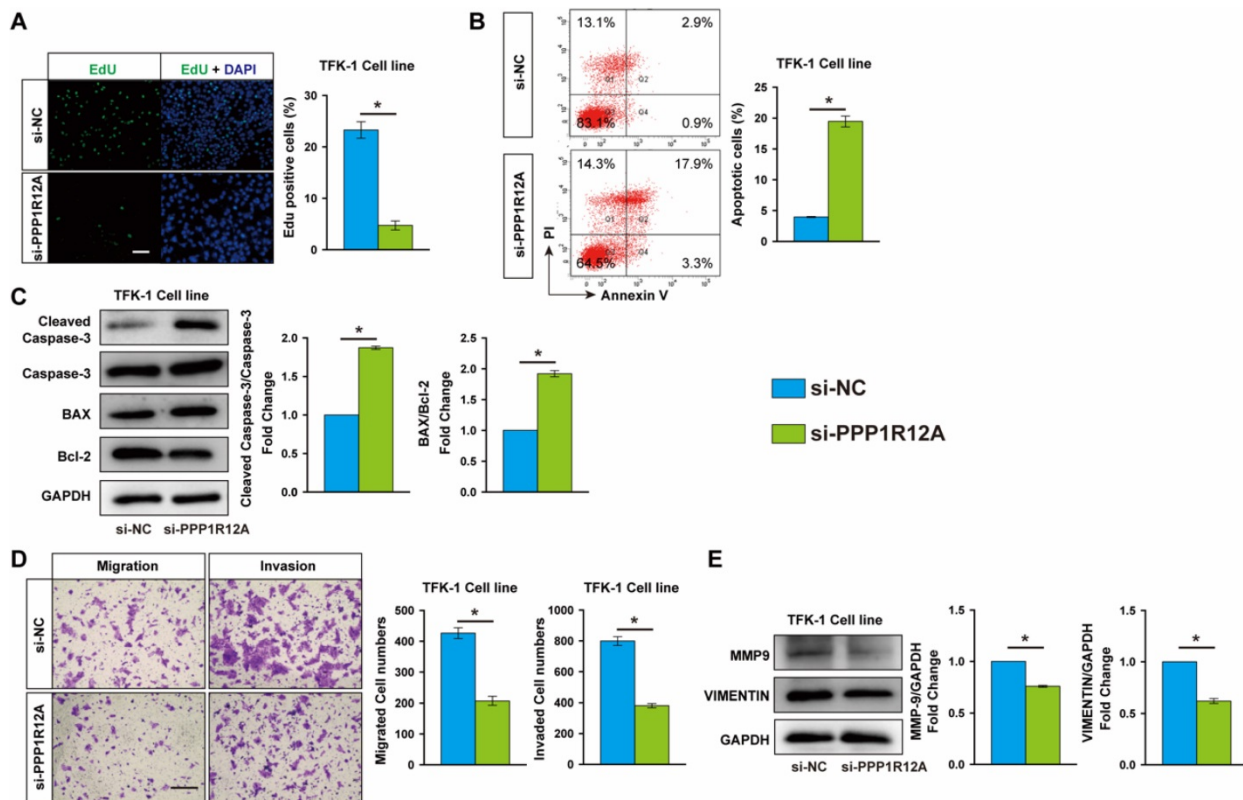 A
EdU
EdU + DAPI
si-NC
si-PPP1R12A
TFK-1 Cell line
Edu positive cells (%)
30
20
10
0
*
B
si-NC
si-PPP1R12A
13.1%
2.9%
83.1%
0.9%
14.3%
17.9%
64.5%
3.3%
Q1
Q2
Q4
Q1
Q2
Q4
PI
Annexin V
TFK-1 Cell line
Apoptotic cells (%)
25
20
15
10
5
0
*
C
TFK-1 Cell line
Cleaved
Caspase-3
Caspase-3
BAX
Bcl-2
GAPDH
si-NC si-PPP1R12A
Cleaved Caspase-3/Caspase-3
Fold Change
2.0
1.5
1.0
0.5
0.0
*
BAX/Bcl-2
Fold Change
2.5
2.0
1.5
1.0
0.5
0.0
*
si-NC
si-PPP1R12A
D
Migration
Invasion
si-NC
si-PPP1R12A
TFK-1 Cell line
Migrated Cell numbers
500
400
300
200
100
0
*
TFK-1 Cell line
Invaded Cell numbers
1000
800
600
400
200
0
*
E
TFK-1 Cell line
MMP9
VIMENTIN
GAPDH
si-NC si-PPP1R12A
MMP-9/GAPDH
Fold Change
1.5
1.0
0.5
0.0
*
VIMENTIN/GAPDH
Fold Change
1.5
1.0
0.5
0.0
*